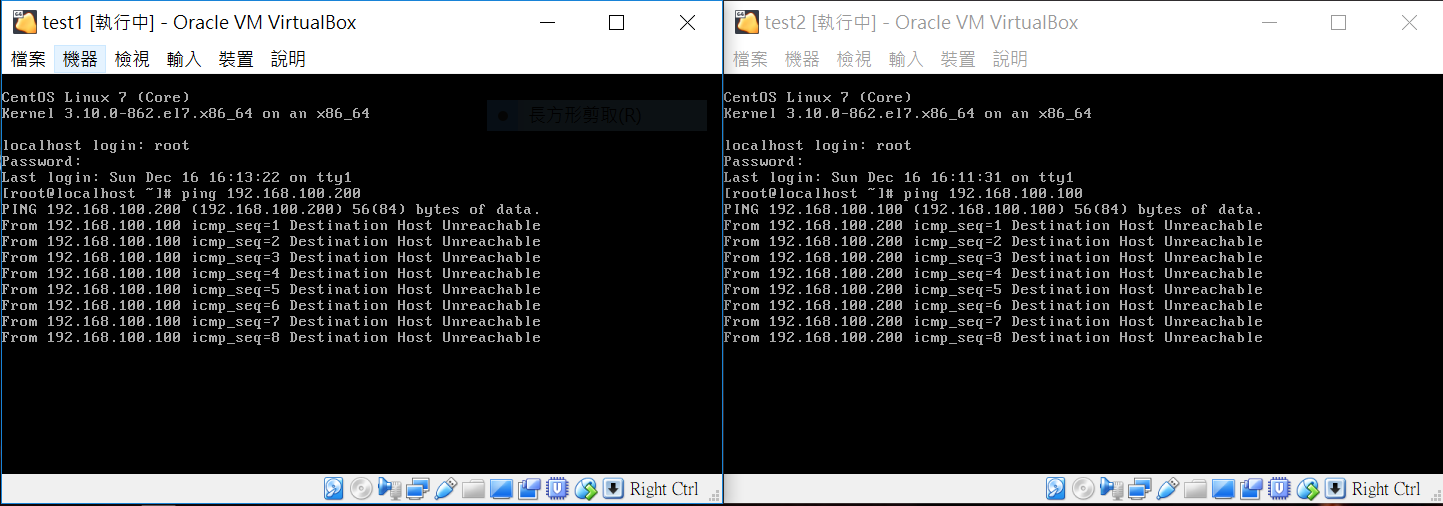 test1 [執行中] - Oracle VM VirtualBox
檔案 機器 檢視 輸入 裝置 說明
CentOS Linux 7 (Core)
Kernel 3.10.0-862.el7.x86_64 on an x86_64
長方形剪取(R)
localhost login: root
Password:
Last login: Sun Dec 16 16:13:22 on tty1
[root@localhost ~]# ping 192.168.100.200
PING 192.168.100.200 (192.168.100.200) 56(84) bytes of data.
From 192.168.100.100 icmp_seq=1 Destination Host Unreachable
From 192.168.100.100 icmp_seq=2 Destination Host Unreachable
From 192.168.100.100 icmp_seq=3 Destination Host Unreachable
From 192.168.100.100 icmp_seq=4 Destination Host Unreachable
From 192.168.100.100 icmp_seq=5 Destination Host Unreachable
From 192.168.100.100 icmp_seq=6 Destination Host Unreachable
From 192.168.100.100 icmp_seq=7 Destination Host Unreachable
From 192.168.100.100 icmp_seq=8 Destination Host Unreachable
Right Ctrl
test2 [執行中] - Oracle VM VirtualBox
檔案 機器 檢視 輸入 裝置 說明
CentOS Linux 7 (Core)
Kernel 3.10.0-862.el7.x86_64 on an x86_64
localhost login: root
Password:
Last login: Sun Dec 16 16:11:31 on tty1
[root@localhost ~]# ping 192.168.100.100
PING 192.168.100.100 (192.168.100.100) 56(84) bytes of data.
From 192.168.100.200 icmp_seq=1 Destination Host Unreachable
From 192.168.100.200 icmp_seq=2 Destination Host Unreachable
From 192.168.100.200 icmp_seq=3 Destination Host Unreachable
From 192.168.100.200 icmp_seq=4 Destination Host Unreachable
From 192.168.100.200 icmp_seq=5 Destination Host Unreachable
From 192.168.100.200 icmp_seq=6 Destination Host Unreachable
From 192.168.100.200 icmp_seq=7 Destination Host Unreachable
From 192.168.100.200 icmp_seq=8 Destination Host Unreachable
Right Ctrl